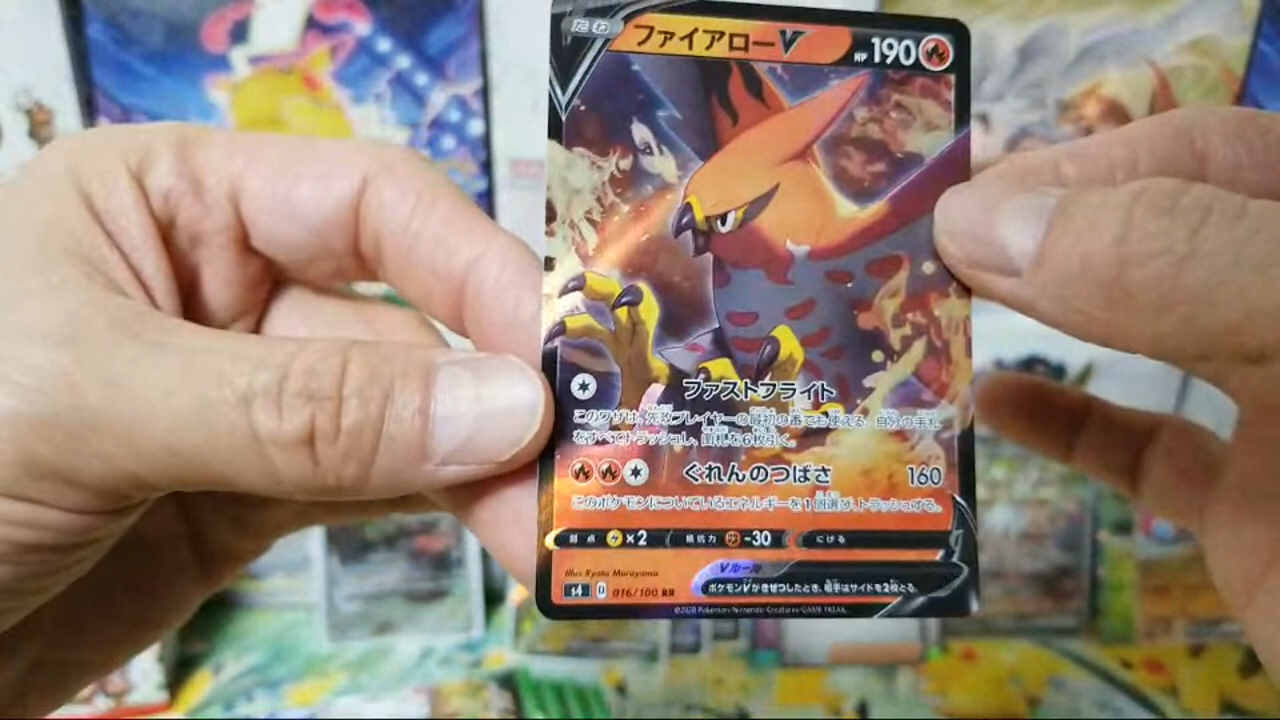 たね ファイアローV HP 190
ファストフライト
このワザは、先攻プレイヤーの最初の番でも使える。自分の手札
をすべてトラッシュし、山札を6枚引く。
ぐれんのつばさ 160
このポケモンについているエネルギーを1個選び、トラッシュする。
弱点 ×2 抵抗力 -30 にげる
Vルール
ポケモンVがきぜつしたとき、相手はサイドを2枚とる。
Illus. Ryota Murayama
s4 D 016/100 RR
©2020 Pokémon/Nintendo/Creatures/GAME FREAK.